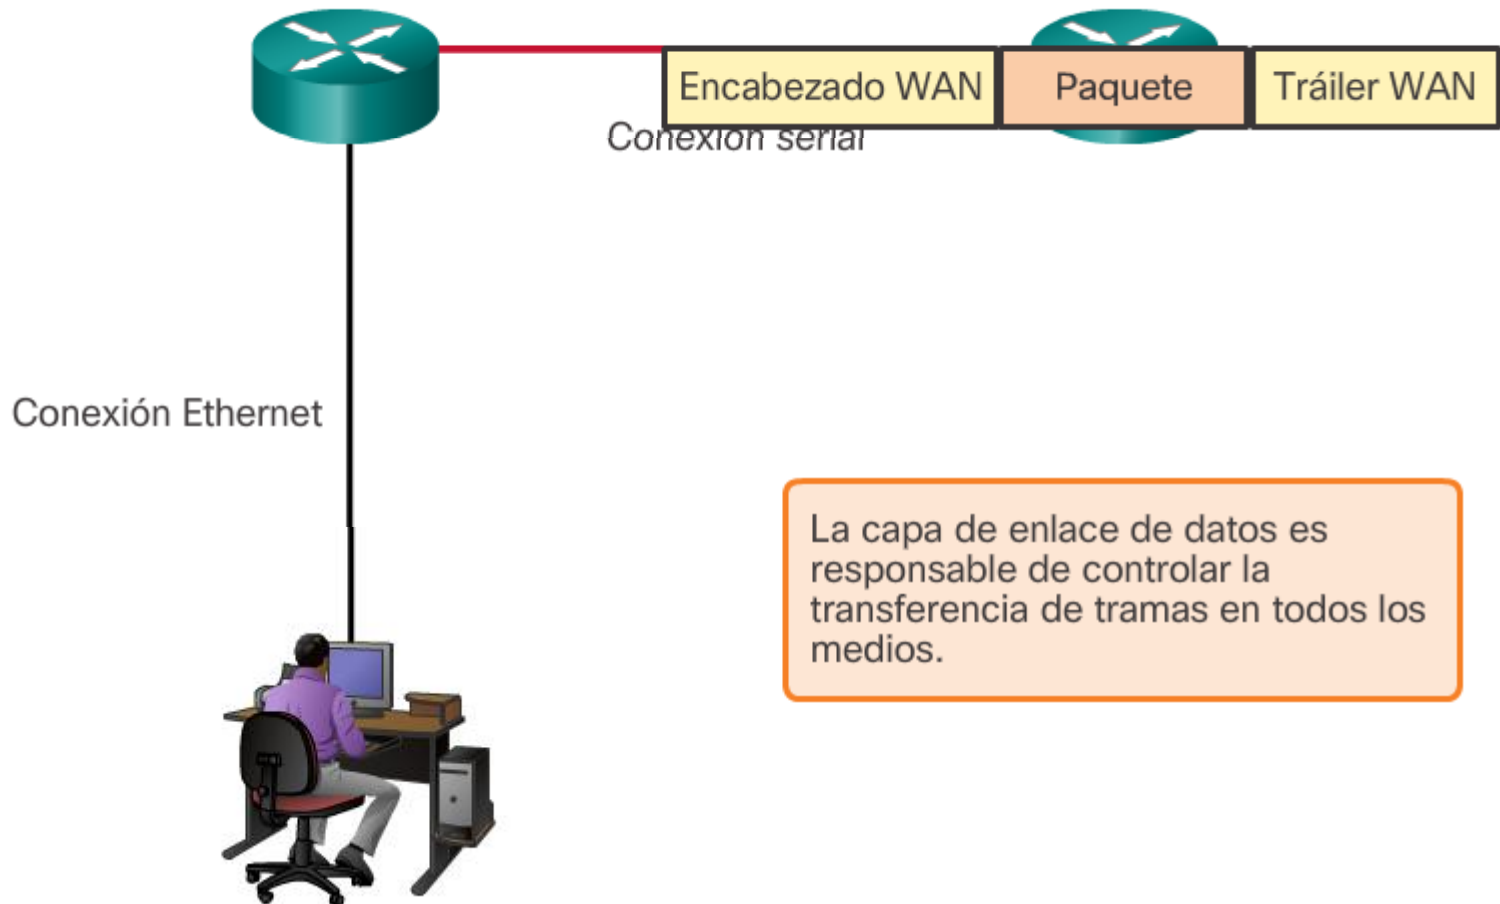 Encabezado WAN
Paquete
Tráiler WAN
Conexión serial
Conexión Ethernet
La capa de enlace de datos es
responsable de controlar la
transferencia de tramas en todos los
medios.